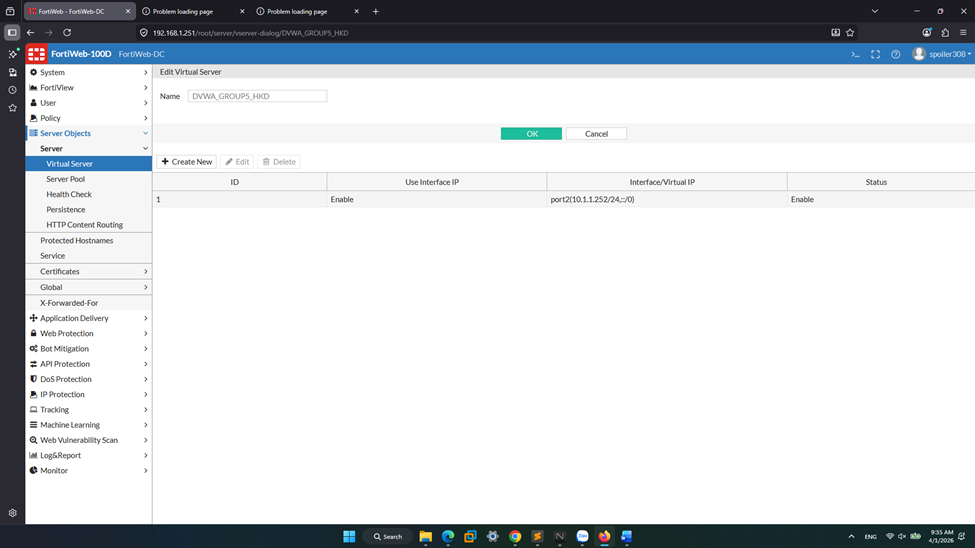 FortiWeb - FortiWeb-DC
Problem loading page
Problem loading page
192.168.1.251/root/server/vserver-dialog/DVWA_GROUP5_HKD
FortiWeb-100D FortiWeb-DC
spoiler308
System
FortiView
User
Policy
Server Objects
Server
Virtual Server
Server Pool
Health Check
Persistence
HTTP Content Routing
Protected Hostnames
Service
Certificates
Global
X-Forwarded-For
Application Delivery
Web Protection
Bot Mitigation
API Protection
DoS Protection
IP Protection
Tracking
Machine Learning
Web Vulnerability Scan
Log&Report
Monitor
Edit Virtual Server
Name DVWA_GROUP5_HKD
OK Cancel
Create New Edit Delete
ID Use Interface IP Interface/Virtual IP Status
1 Enable port2(10.1.1.252/24,::/0) Enable
Search
ENG
9:35 AM
4/1/2026